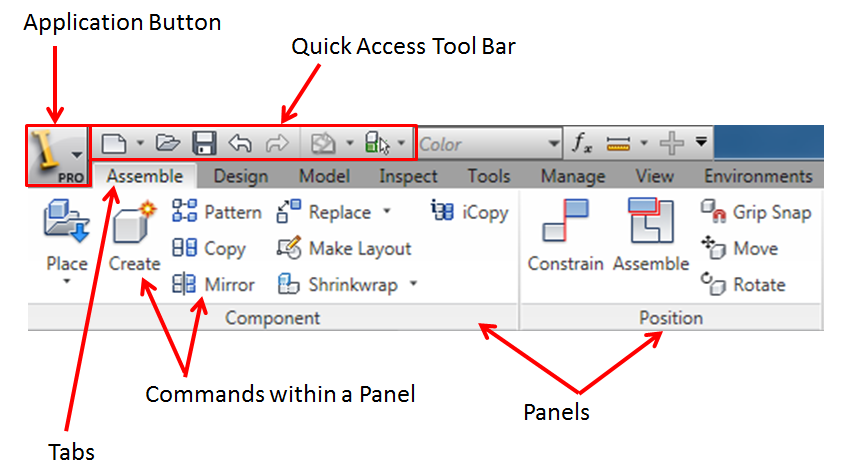 Application Button
Quick Access Tool Bar
Color
fx
PRO
Assemble Design Model Inspect Tools Manage View Environments
Pattern Replace iCopy Grip Snap
Copy Make Layout Move
Place Create Constrain Assemble
Mirror Shrinkwrap Rotate
Component Position
Commands within a Panel
Panels
Tabs